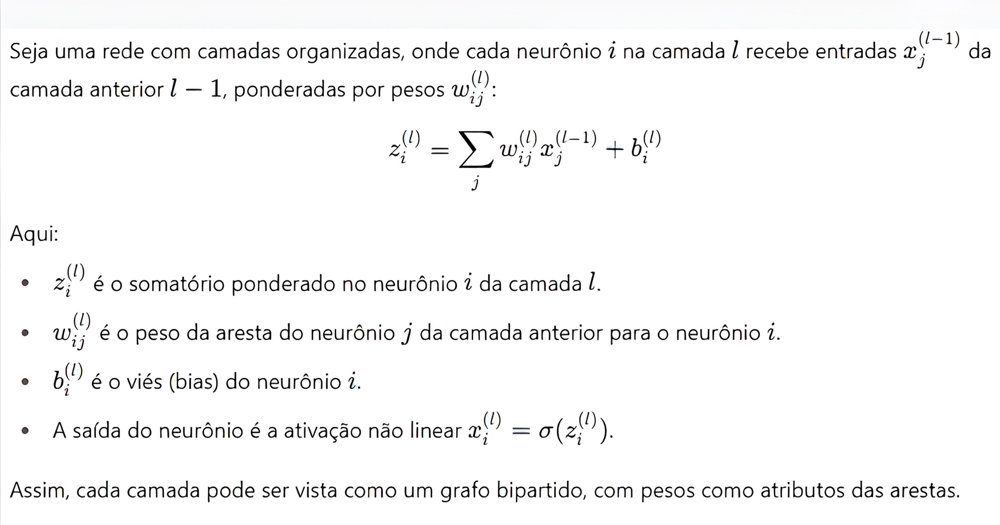 Seja uma rede com camadas organizadas, onde cada neurônio i na camada l recebe entradas x_j^{(l-1)} da
camada anterior l − 1, ponderadas por pesos w_{ij}^{(l)}:
z_i^{(l)} = ∑_j w_{ij}^{(l)} x_j^{(l-1)} + b_i^{(l)}
Aqui:
• z_i^{(l)} é o somatório ponderado no neurônio i da camada l.
• w_{ij}^{(l)} é o peso da aresta do neurônio j da camada anterior para o neurônio i.
• b_i^{(l)} é o viés (bias) do neurônio i.
• A saída do neurônio é a ativação não linear x_i^{(l)} = σ(z_i^{(l)}).
Assim, cada camada pode ser vista como um grafo bipartido, com pesos como atributos das arestas.